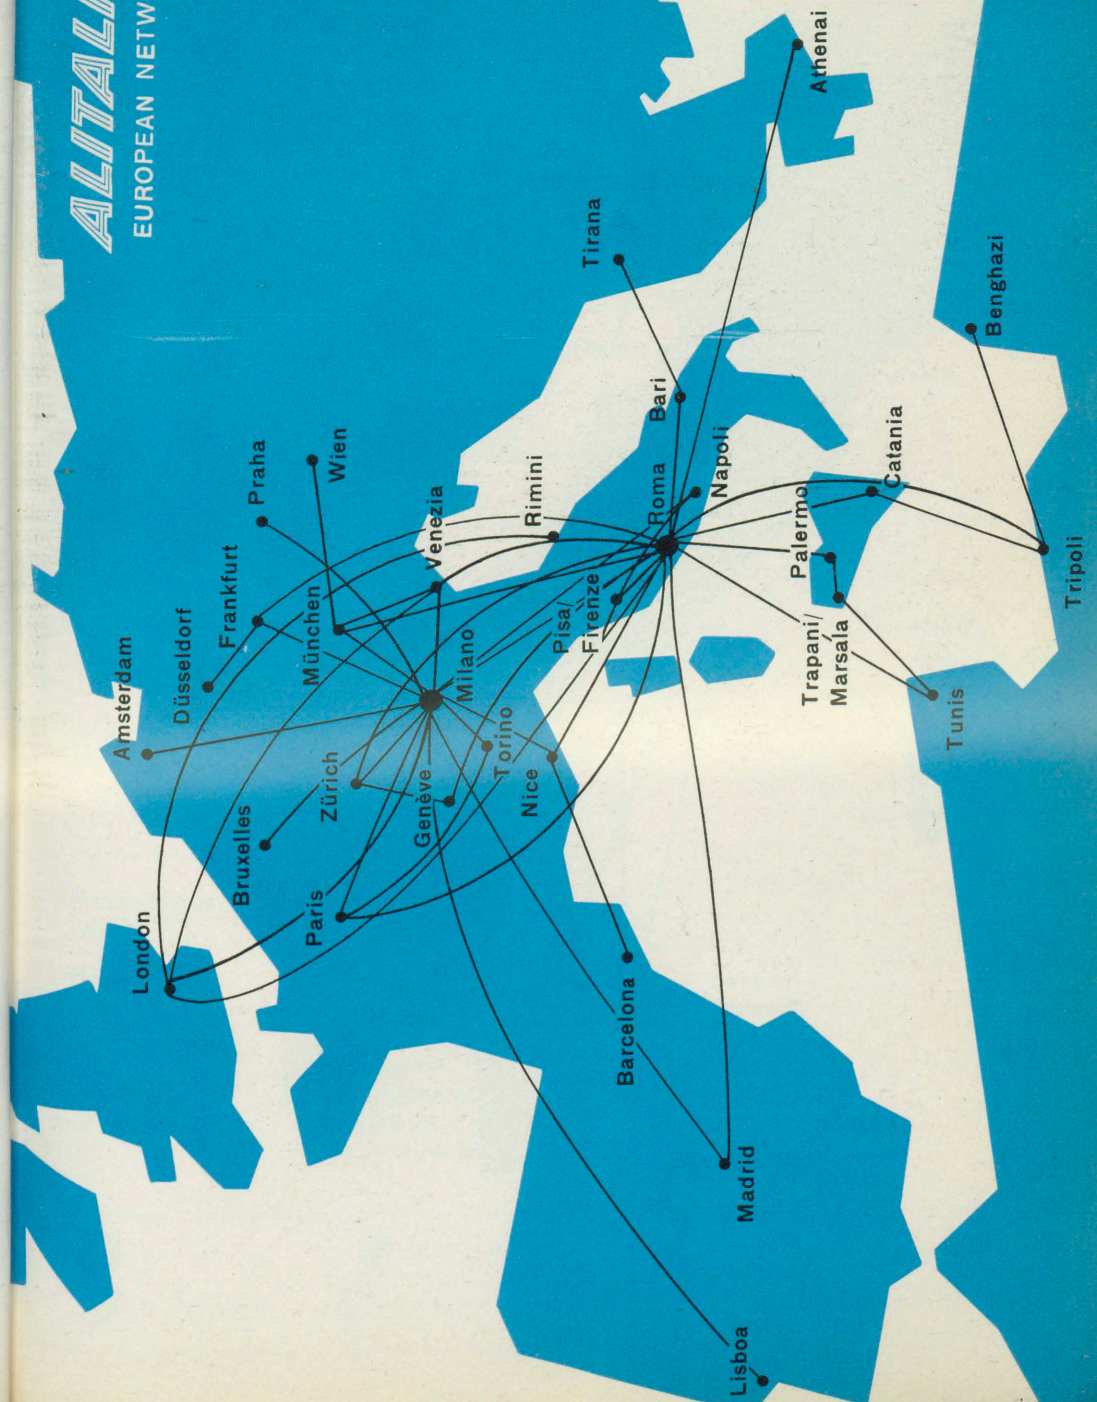 ALITALI
EUROPEAN NETW
London
Amsterdam
Düsseldorf
Frankfurt
Praha
Bruxelles
Wien
München
Paris
Zürich
Venezia
Genève
Milano
Torino
Nice
Rimini
Pisa/
Firenze
Tirana
Bari
Roma
Napoli
Barcelona
Madrid
Lisboa
Athenai
Palermo
Trapani/
Marsala
Catania
Tunis
Benghazi
Tripoli